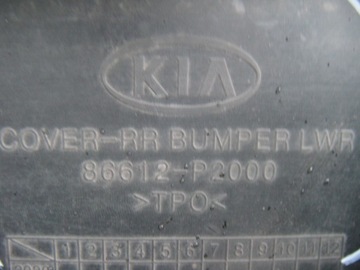 KIA
COVER-RR BUMPER LWR
86612-P2000
>TPO<
1 2 3 4 5 6 7 8 9 10 11 12